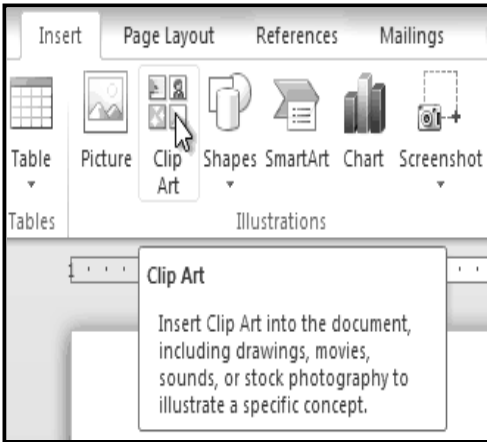 Insert Page Layout References Mailings
Table Picture Clip Art Shapes SmartArt Chart Screenshot
Tables Illustrations
1
Clip Art
Insert Clip Art into the document,
including drawings, movies,
sounds, or stock photography to
illustrate a specific concept.